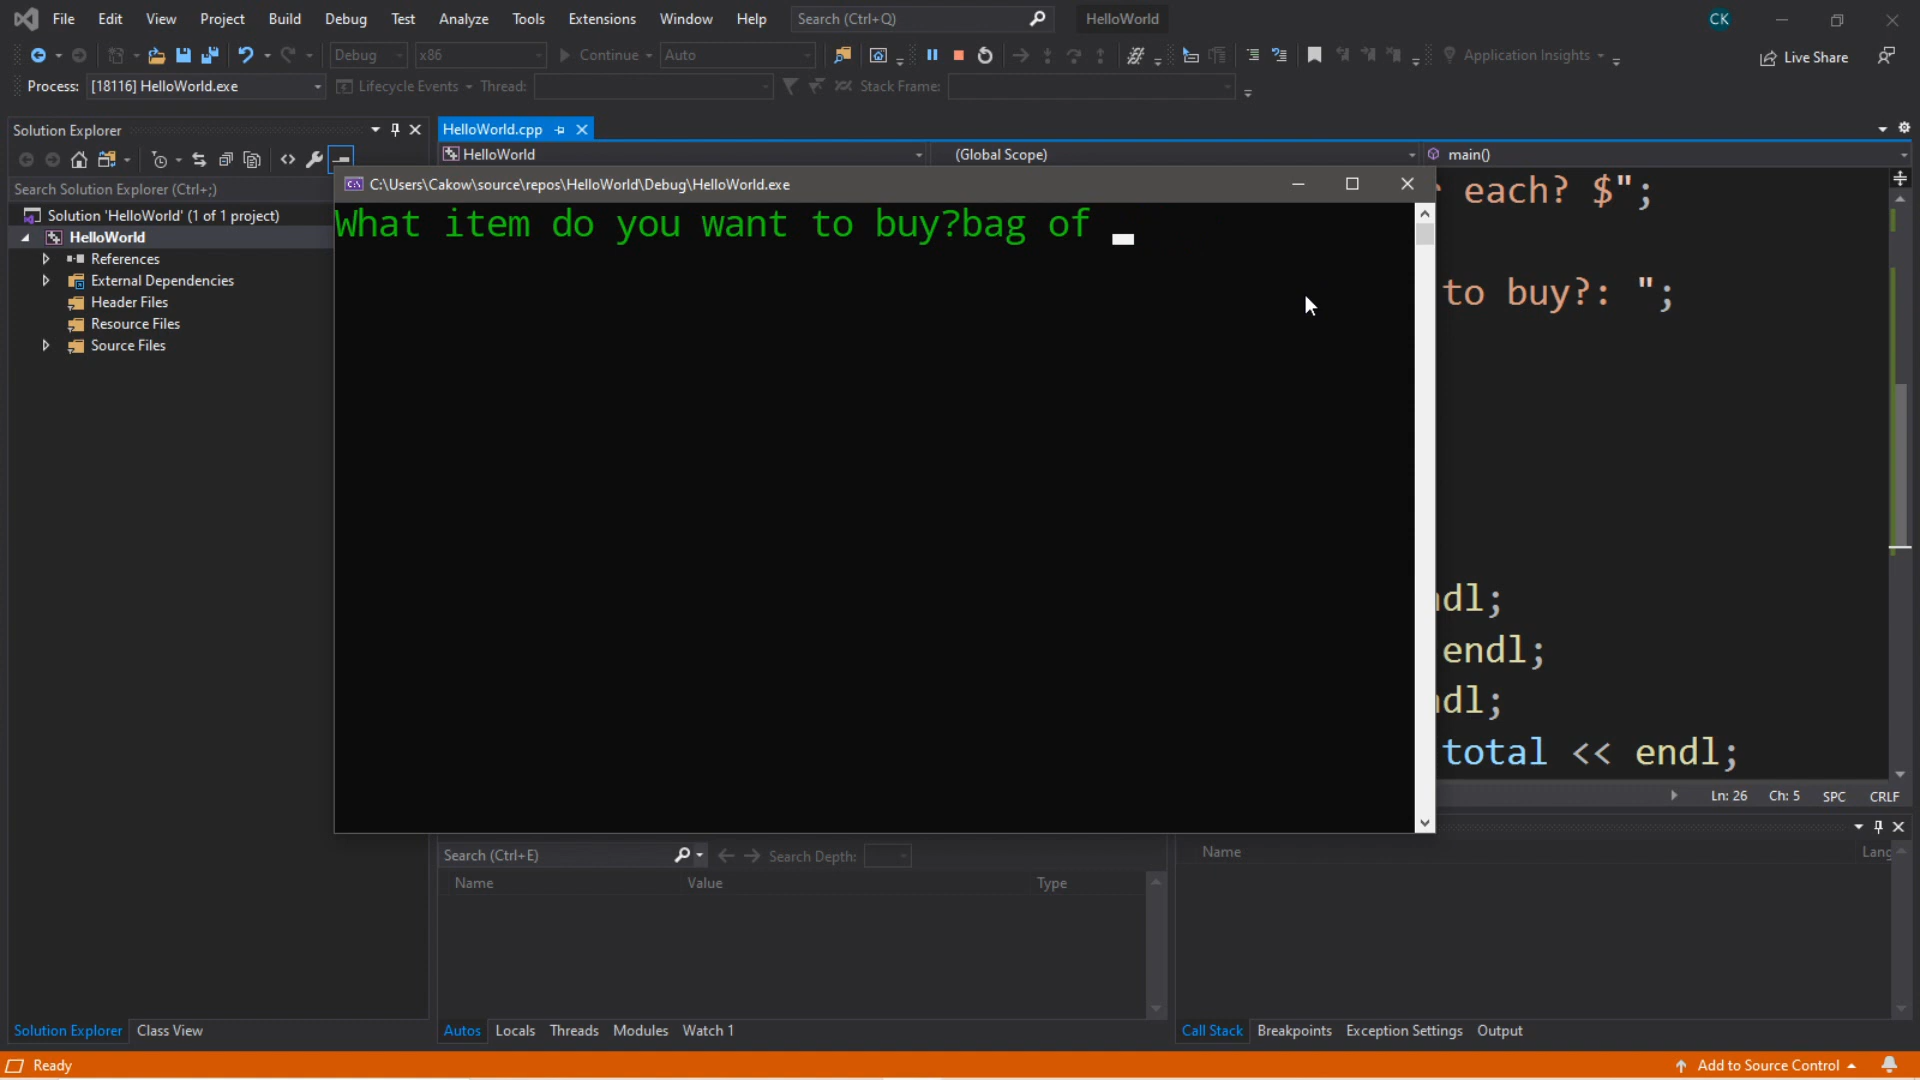 File Edit View Project Build Debug Test Analyze Tools Extensions Window Help Search (Ctrl+Q) HelloWorld CK
Debug x86 Continue Auto Application Insights Live Share
Process: [18116] HelloWorld.exe Lifecycle Events Thread: Stack Frame:
Solution Explorer
HelloWorld.cpp
HelloWorld (Global Scope) main()
Search Solution Explorer (Ctrl+;)
Solution 'HelloWorld' (1 of 1 project)
HelloWorld
References
External Dependencies
Header Files
Resource Files
Source Files
C:\Users\Cakow\source\repos\HelloWorld\Debug\HelloWorld.exe
What item do you want to buy?bag of
each? $";
to buy?: ";
ndl;
endl;
ndl;
total << endl;
Ln: 26 Ch: 5 SPC CRLF
Search (Ctrl+E) Search Depth:
Name Value Type
Name Lang
Solution Explorer Class View
Autos Locals Threads Modules Watch 1
Call Stack Breakpoints Exception Settings Output
Ready
Add to Source Control